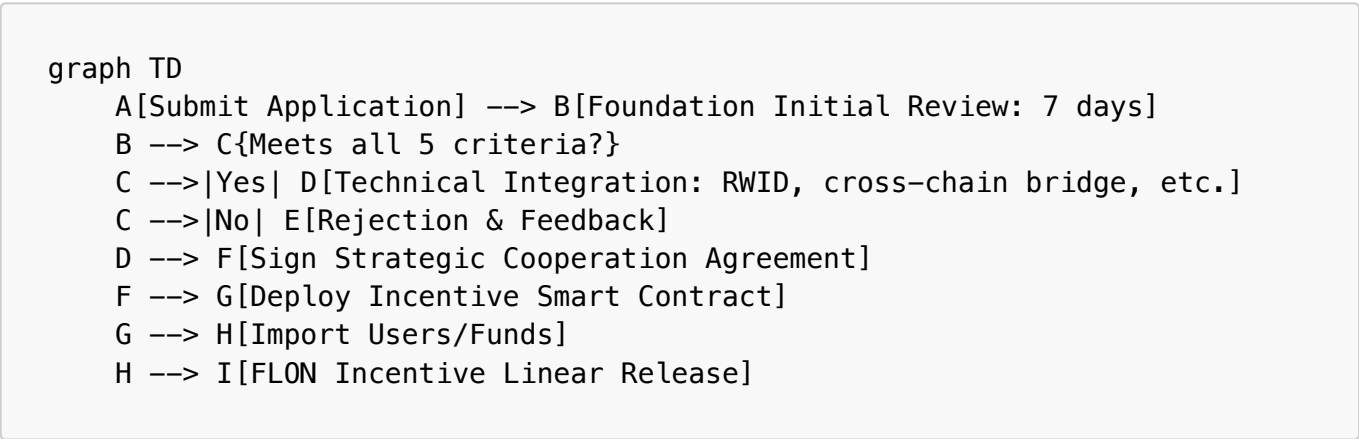 graph TD
    A[Submit Application] --> B[Foundation Initial Review: 7 days]
    B --> C{Meets all 5 criteria?}
    C -->|Yes| D[Technical Integration: RWID, cross-chain bridge, etc.]
    C -->|No| E[Rejection & Feedback]
    D --> F[Sign Strategic Cooperation Agreement]
    F --> G[Deploy Incentive Smart Contract]
    G --> H[Import Users/Funds]
    H --> I[FLON Incentive Linear Release]